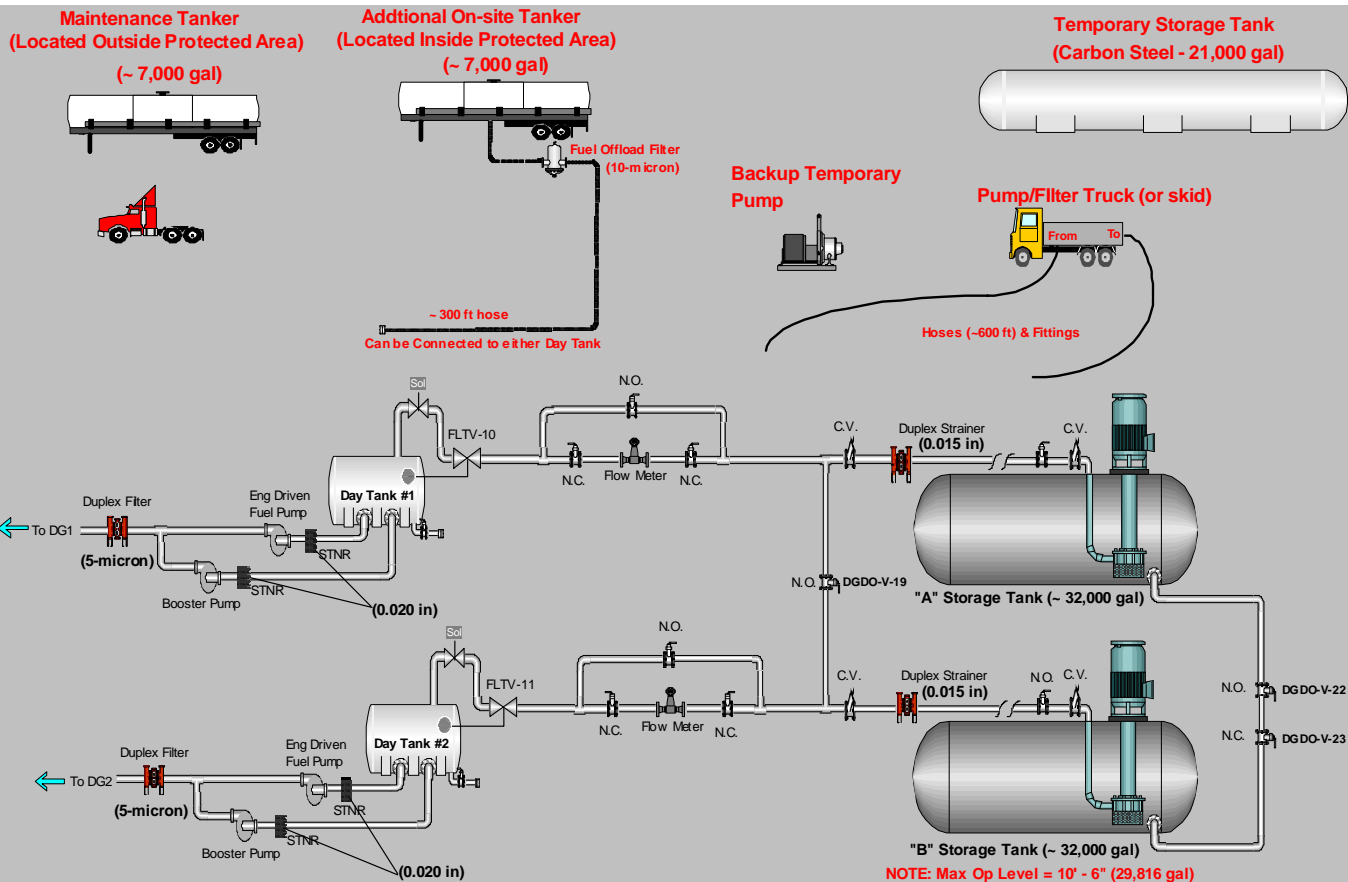 Maintenance Tanker
(Located Outside Protected Area)
(~ 7,000 gal)
Addtional On-site Tanker
(Located Inside Protected Area)
(~ 7,000 gal)
Temporary Storage Tank
(Carbon Steel - 21,000 gal)
Fuel Offload Filter
(10-micron)
Backup Temporary
Pump
Pump/FIlter Truck (or skid)
From
To
~ 300 ft hose
Can be Connected to either Day Tank
Hoses (~600 ft) & Fittings
Sol
FLTV-10
N.O.
N.C.
Flow Meter
N.C.
C.V.
Duplex Strainer
(0.015 in)
N.O.
C.V.
Day Tank #1
Duplex Filter
Eng Driven
Fuel Pump
To DG1
(5-micron)
STNR
Booster Pump
STNR
(0.020 in)
N.O.
DGDO-V-19
"A" Storage Tank (~ 32,000 gal)
Sol
FLTV-11
N.O.
N.C.
Flow Meter
N.C.
C.V.
Duplex Strainer
(0.015 in)
N.O.
C.V.
N.O.
DGDO-V-22
N.C.
DGDO-V-23
Day Tank #2
Duplex Filter
Eng Driven
Fuel Pump
To DG2
(5-micron)
STNR
Booster Pump
STNR
(0.020 in)
"B" Storage Tank (~ 32,000 gal)
NOTE: Max Op Level = 10' - 6" (29,816 gal)